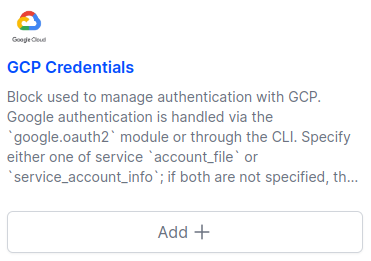 Google Cloud
GCP Credentials
Block used to manage authentication with GCP.
Google authentication is handled via the
`google.oauth2` module or through the CLI. Specify
either one of service `account_file` or
`service_account_info`; if both are not specified, th...
Add +